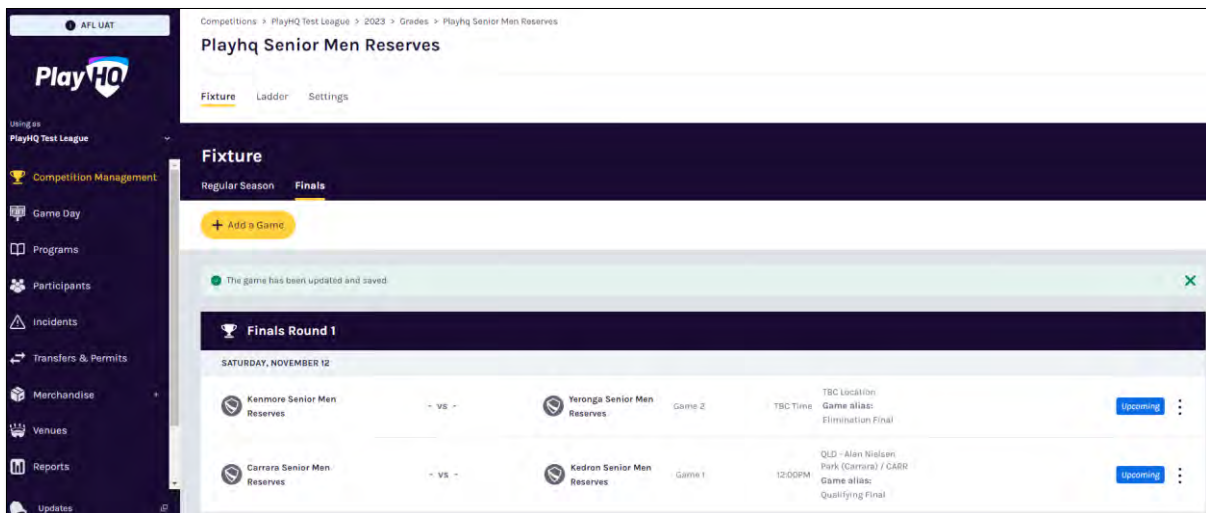 AFL UAT
PlayHQ
Using as
PlayHQ Test League
Competition Management
Game Day
Programs
Participants
Incidents
Transfers & Permits
Merchandise
Venues
Reports
Updates
Competitions > PlayHQ Test League > 2023 > Grades > Playhq Senior Men Reserves
Playhq Senior Men Reserves
Fixture Ladder Settings
Fixture
Regular Season Finals
+ Add a Game
The game has been updated and saved.
Finals Round 1
SATURDAY, NOVEMBER 12
Kenmore Senior Men
Reserves
- VS -
Yeronga Senior Men
Reserves
Game 2
TBC Time
TBC Location
Game alias:
Elimination Final
Upcoming
Carrara Senior Men
Reserves
- VS -
Kedron Senior Men
Reserves
Game 1
12:00PM
QLD - Alan Nielsen
Park (Carrara) / CARR
Game alias:
Qualifying Final
Upcoming